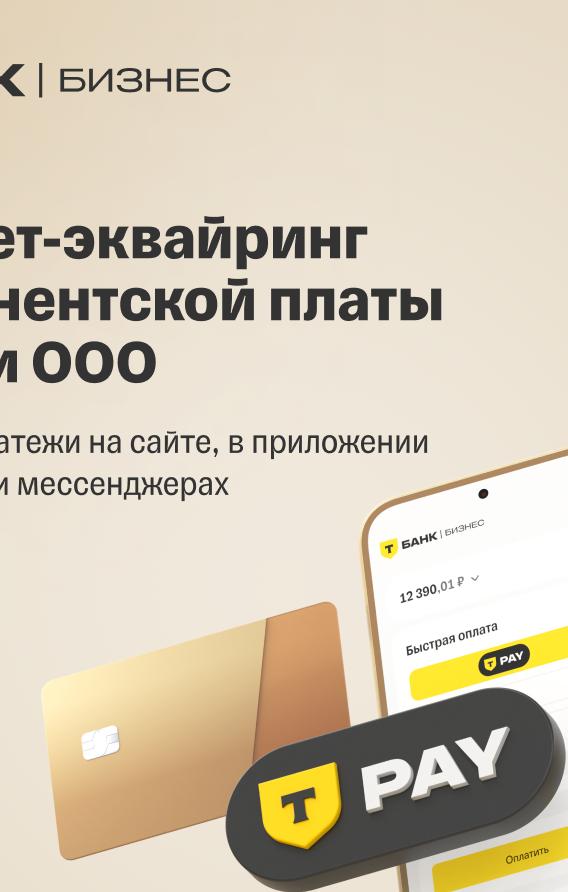 К | БИЗНЕС
ет-эквайринг
нентской платы
и ООО
атежи на сайте, в приложении
и мессенджерах
Т БАНК | БИЗНЕС
12 390,01 ₽
Быстрая оплата
Т PAY
Т PAY
Оплатить